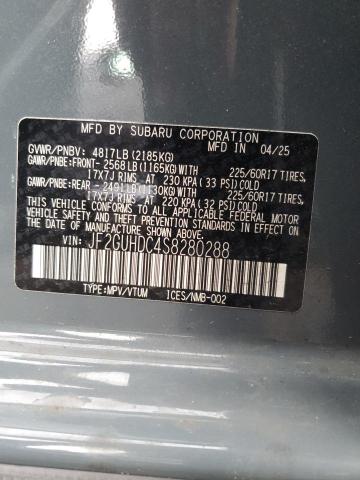 MFD BY SUBARU CORPORATION
MFD IN 04/25
GVWR/PNBV: 4817LB(2185KG)
GAWR/PNBE:FRONT- 2568LB(1165KG)WITH 225/60R17 TIRES,
17X7J RIMS, AT 230 KPA (33 PSI)COLD
GAWR/PNBE:REAR - 2491LB(1130KG)WITH 225/60R17 TIRES,
17X7J RIMS, AT 220 KPA (32 PSI)COLD
THIS VEHICLE CONFORMS TO ALL APPLICABLE FEDERAL MOTOR
VEHICLE SAFETY AND THEFT PREVENTION STANDARDS IN
EFFECT ON THE DATE OF MANUFACTURE SHOWN ABOVE.
VIN: JF2GUHDC4S8280288
TYPE:MPV/VTUM ICES/NMB-002